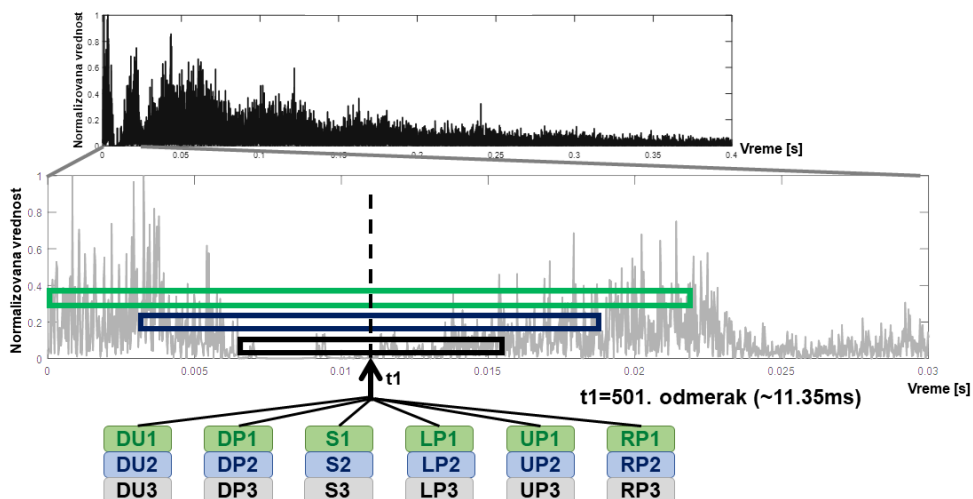 Normalizovana vrednost
1
0.8
0.6
0.4
0.2
0
0 0.05 0.1 0.15 0.2 0.25 0.3 0.35 0.4
Vreme [s]
Normalizovana vrednost
1
0.8
0.6
0.4
0.2
0
0 0.005 0.01 0.015 0.02 0.025 0.03
Vreme [s]
t1
t1=501. odmerak (~11.35ms)
DU1 DP1 S1 LP1 UP1 RP1
DU2 DP2 S2 LP2 UP2 RP2
DU3 DP3 S3 LP3 UP3 RP3